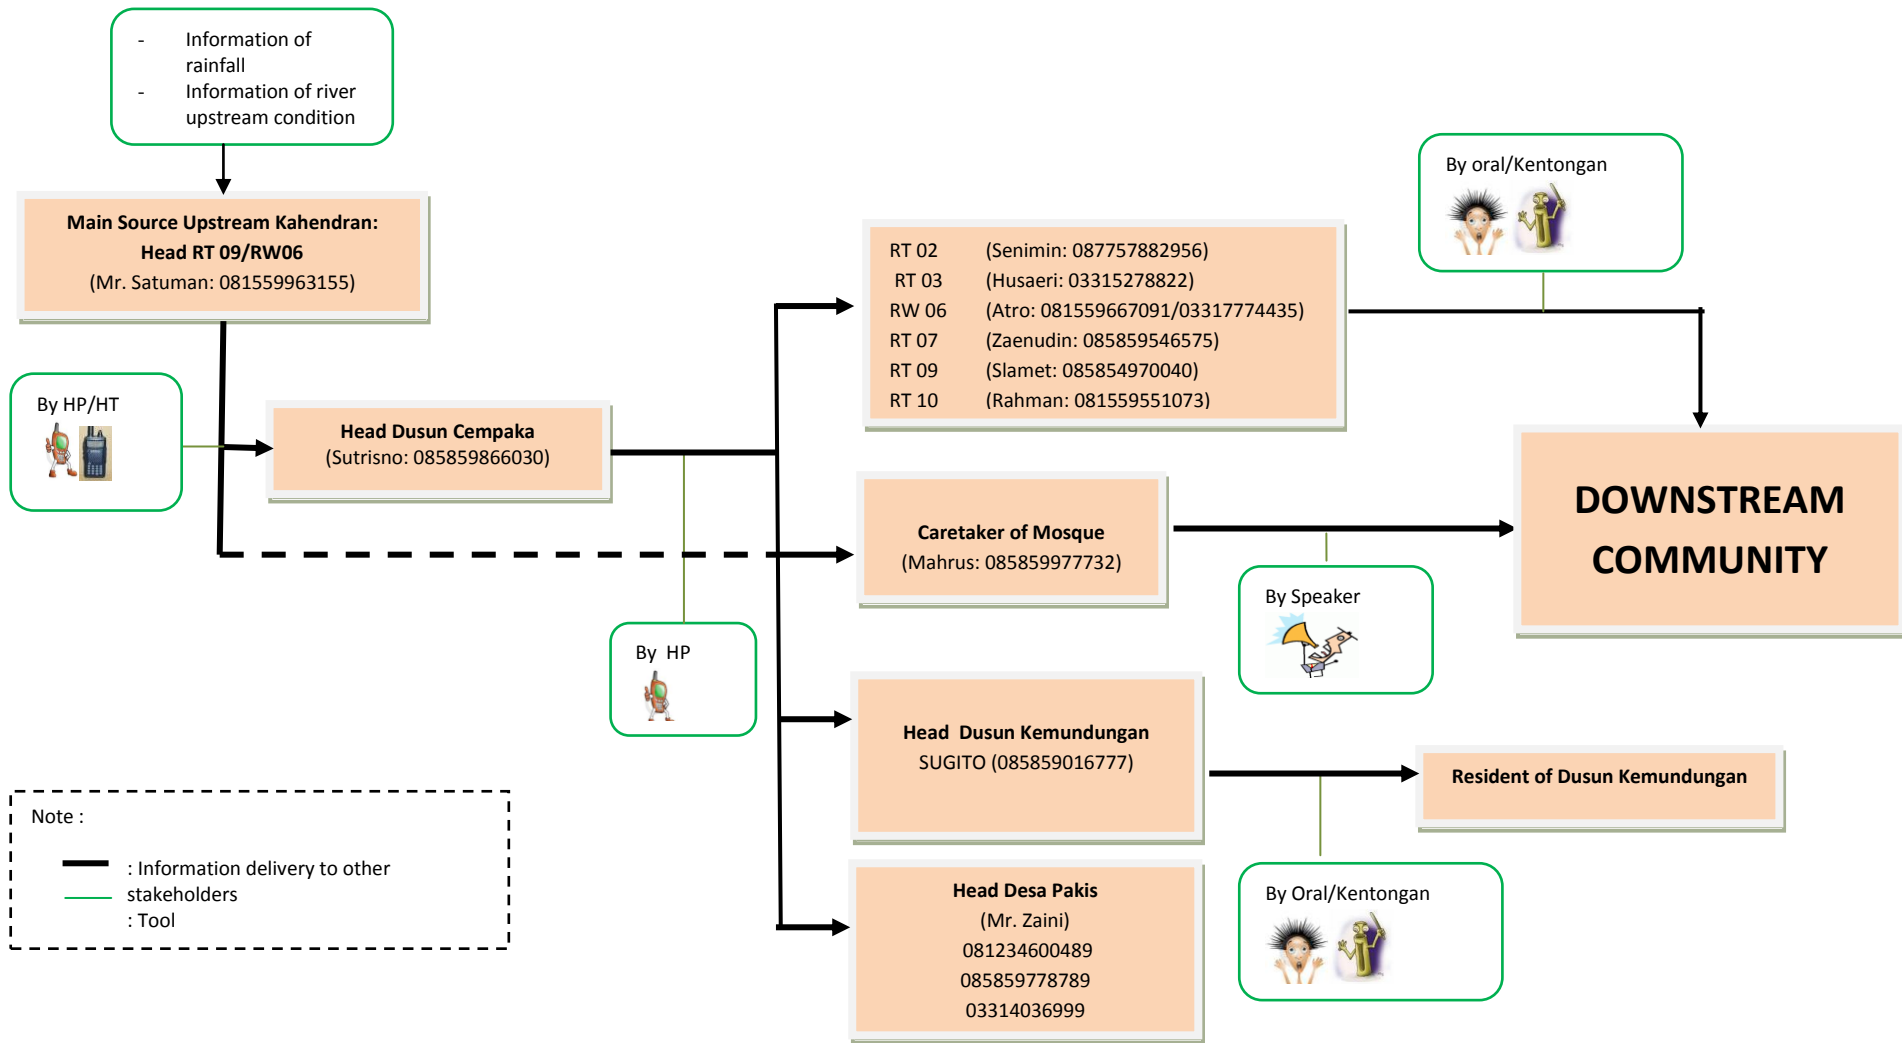 - Information of
rainfall
- Information of river
upstream condition
Main Source Upstream Kahendran:
Head RT 09/RW06
(Mr. Satuman: 081559963155)
By HP/HT
Head Dusun Cempaka
(Sutrisno: 085859866030)
By HP
RT 02 (Senimin: 087757882956)
RT 03 (Husaeri: 03315278822)
RW 06 (Atro: 081559667091/03317774435)
RT 07 (Zaenudin: 085859546575)
RT 09 (Slamet: 085854970040)
RT 10 (Rahman: 081559551073)
By oral/Kentongan
Caretaker of Mosque
(Mahrus: 085859977732)
By Speaker
DOWNSTREAM
COMMUNITY
Head Dusun Kemundungan
SUGITO (085859016777)
Resident of Dusun Kemundungan
By Oral/Kentongan
Head Desa Pakis
(Mr. Zaini)
081234600489
085859778789
03314036999
Note :
: Information delivery to other
stakeholders
: Tool